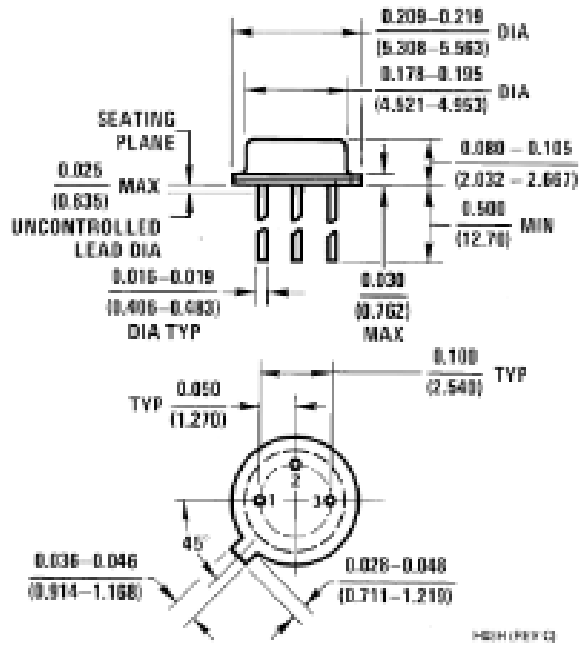 0.209–0.219
(5.308–5.563)
DIA
0.178–0.195
(4.521–4.953)
DIA
SEATING
PLANE
0.025
(0.635)
MAX
UNCONTROLLED
LEAD DIA
0.080 – 0.105
(2.032 – 2.667)
0.500
(12.70)
MIN
0.016–0.019
(0.406–0.483)
DIA TYP
0.030
(0.762)
MAX
0.100
(2.540)
TYP
TYP
0.050
(1.270)
2
1
3
45°
0.036–0.046
(0.914–1.168)
0.028–0.048
(0.711–1.219)